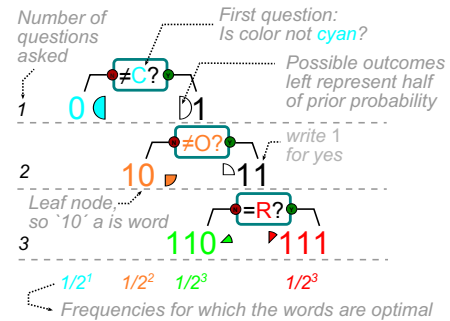 Number of
questions
asked
First question:
Is color not cyan?
≠C?
Possible outcomes
left represent half
of prior probability
1
0
1
≠O?
write 1
for yes
2
10
11
Leaf node,
so `10´ a is word
=R?
3
110
111
1/2¹ 1/2² 1/2³ 1/2³
Frequencies for which the words are optimal